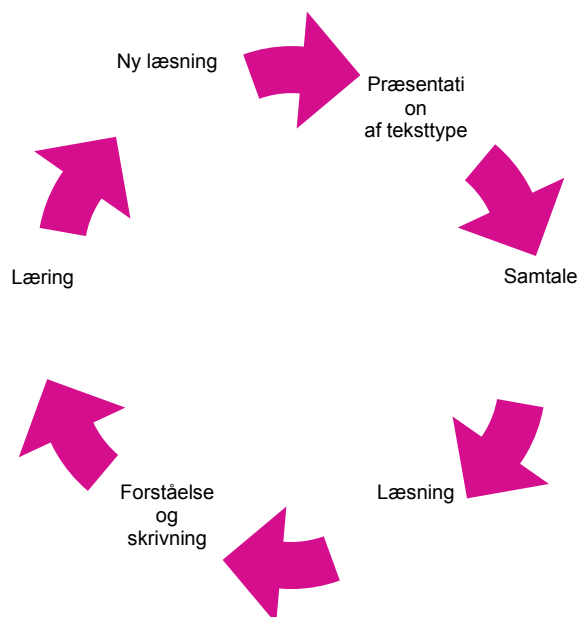 Ny læsning
Præsentati
on
af teksttype
Samtale
Læsning
Forståelse
og
skrivning
Læring